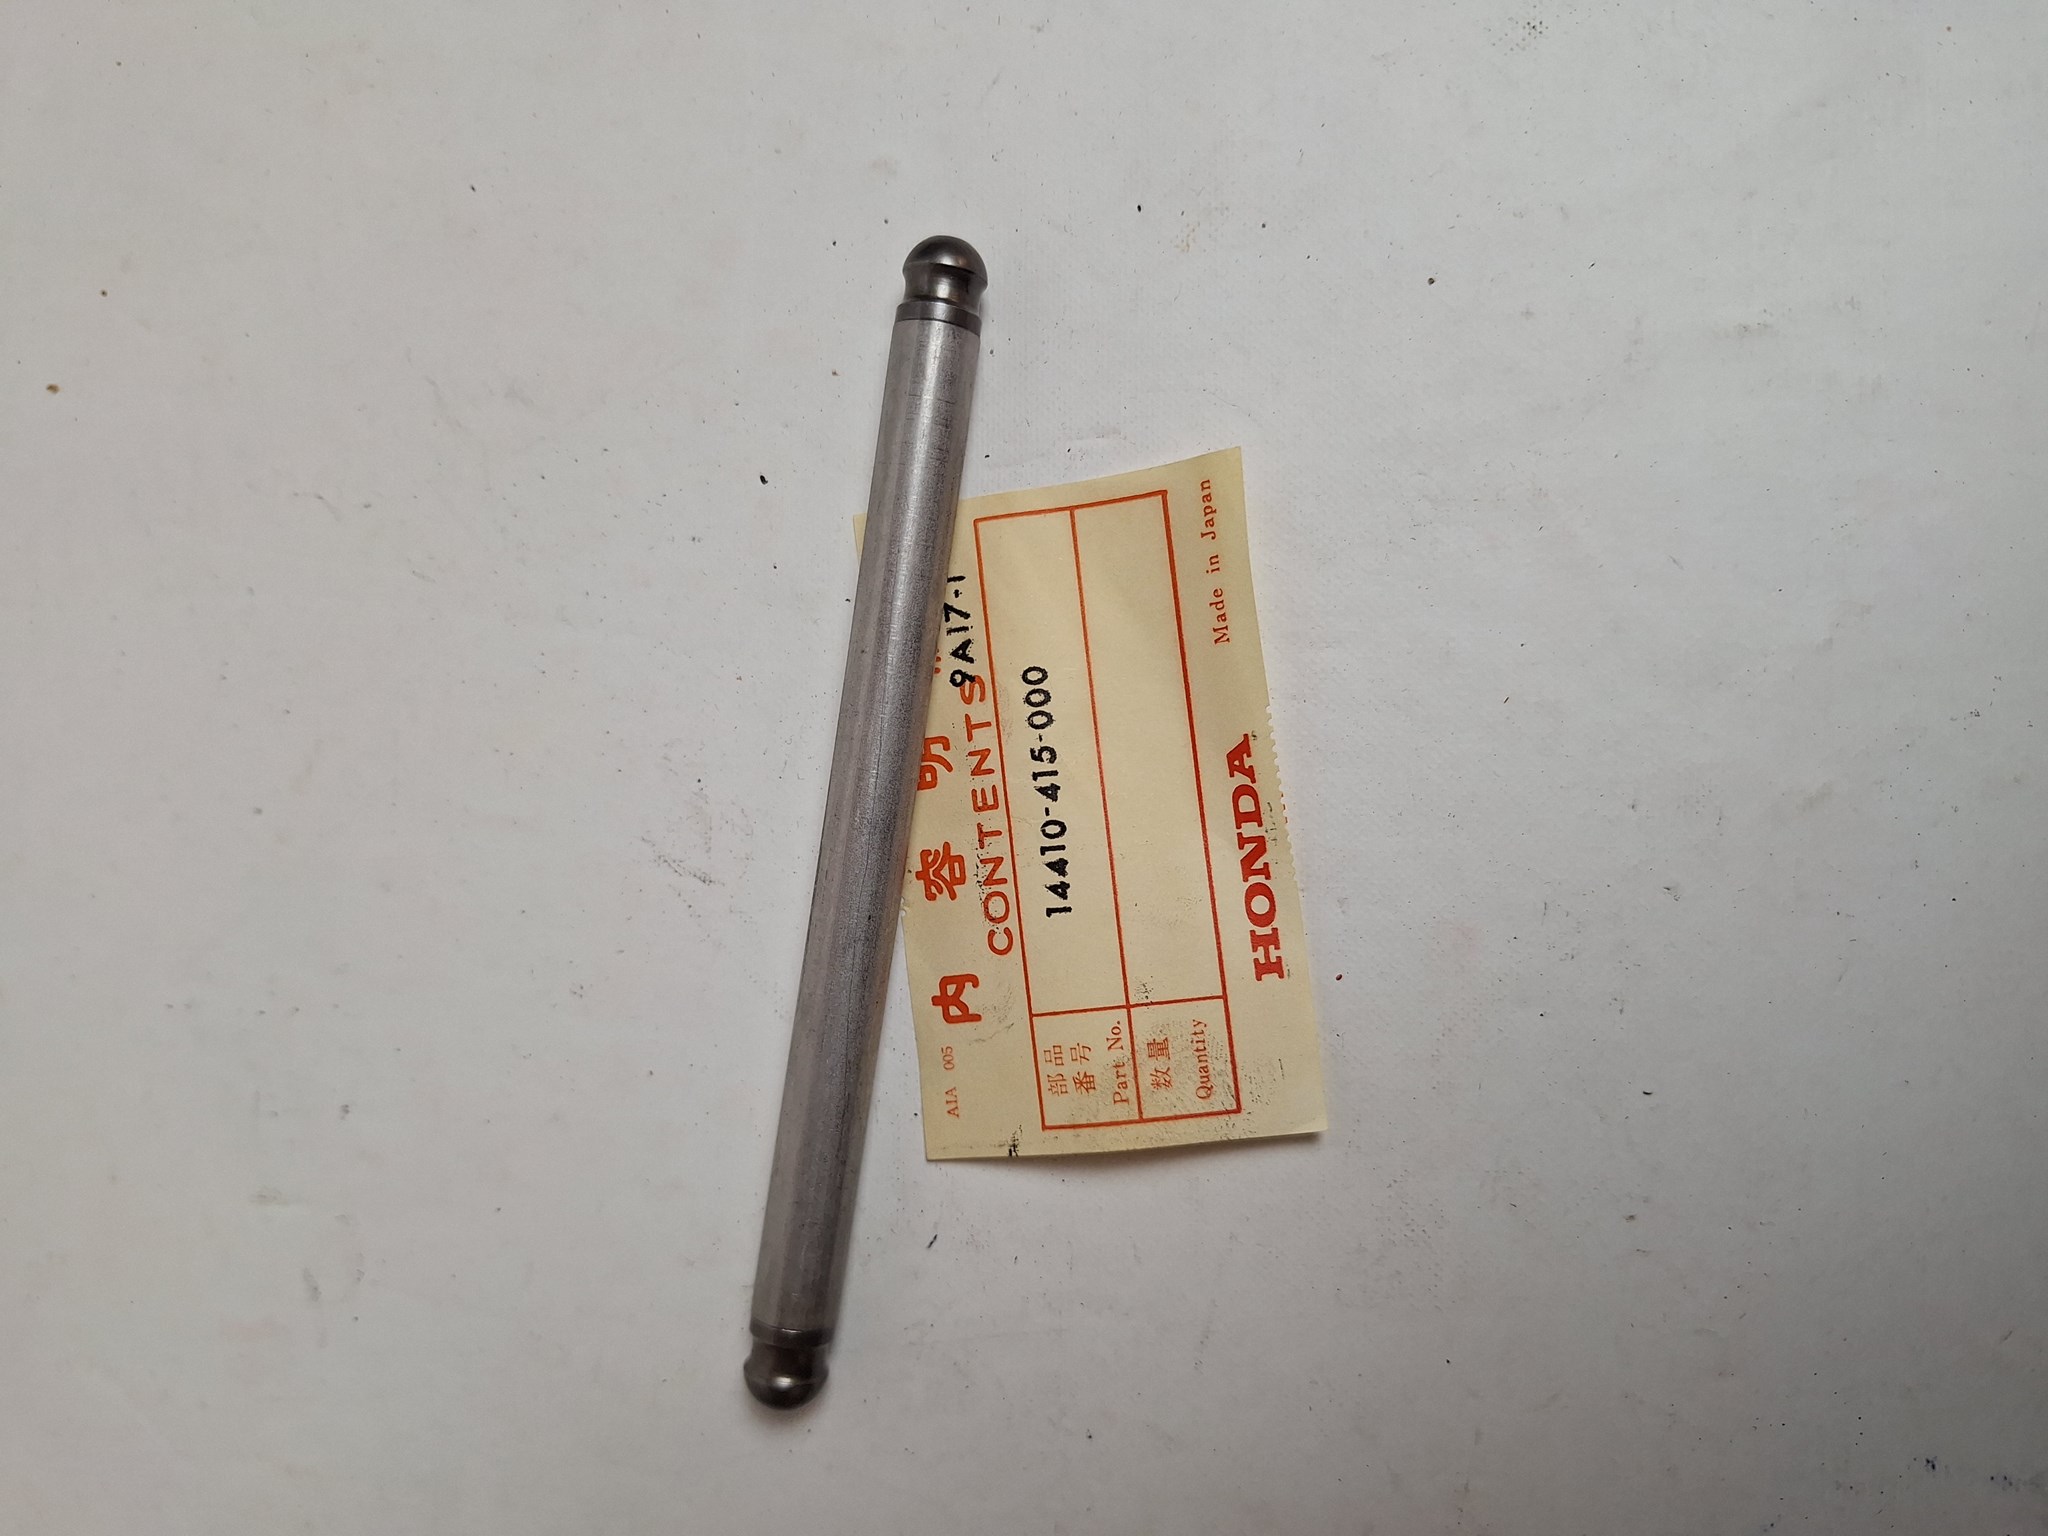 AIA 005
内 容 明
CONTENTS
9A17-1
部品
番号
Part No.
14410-415-000
数量
Quantity
HONDA
Made in Japan